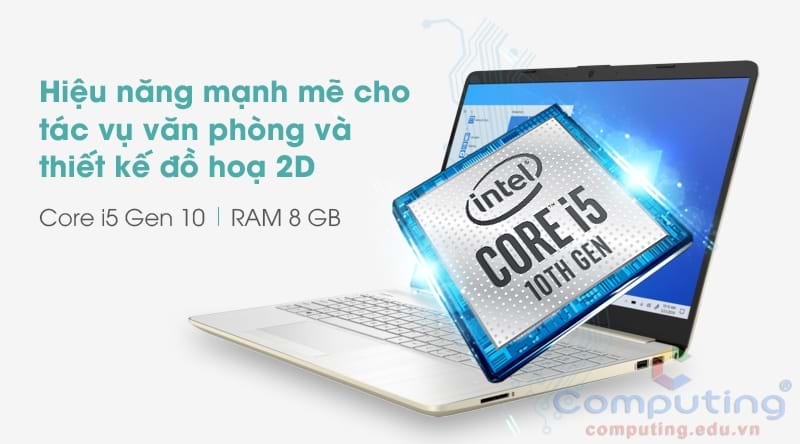 Hiệu năng mạnh mẽ cho
tác vụ văn phòng và
thiết kế đồ hoạ 2D
Core i5 Gen 10 | RAM 8 GB
intel
CORE™ i5
10TH GEN
Computing®
computing.edu.vn